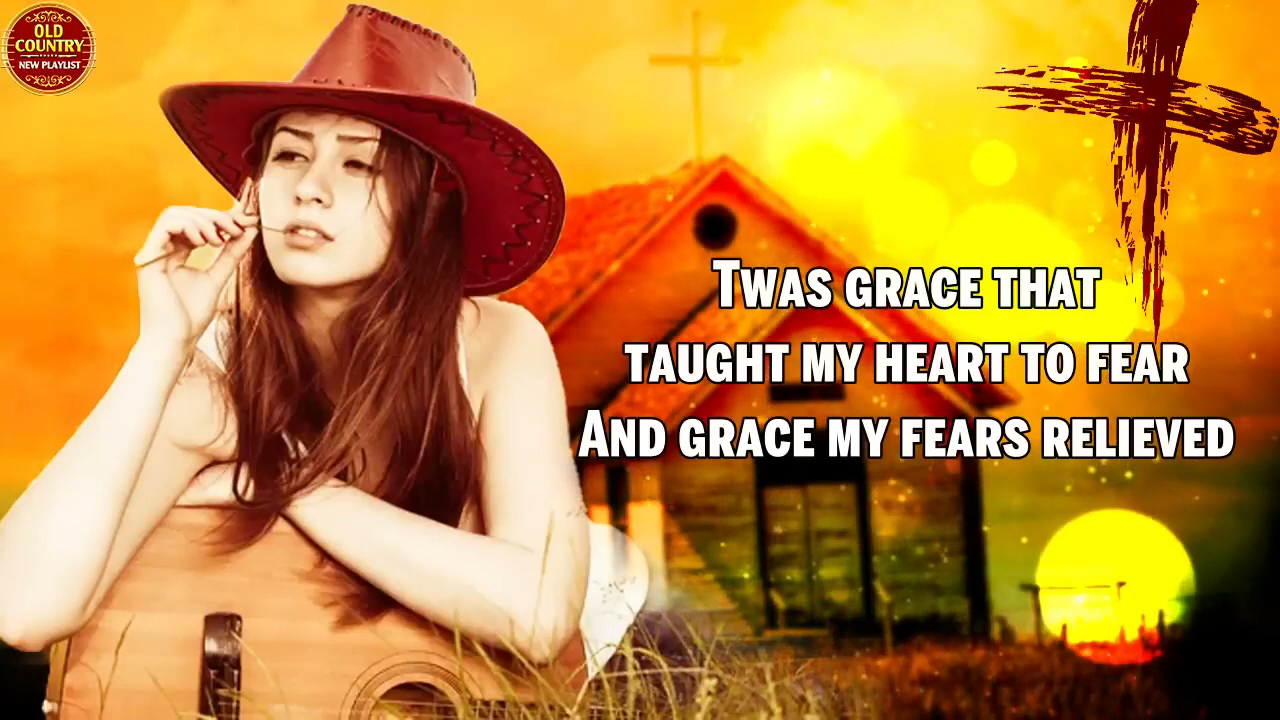 OLD
COUNTRY
NEW PLAYLIST
TWAS GRACE THAT
TAUGHT MY HEART TO FEAR
AND GRACE MY FEARS RELIEVED